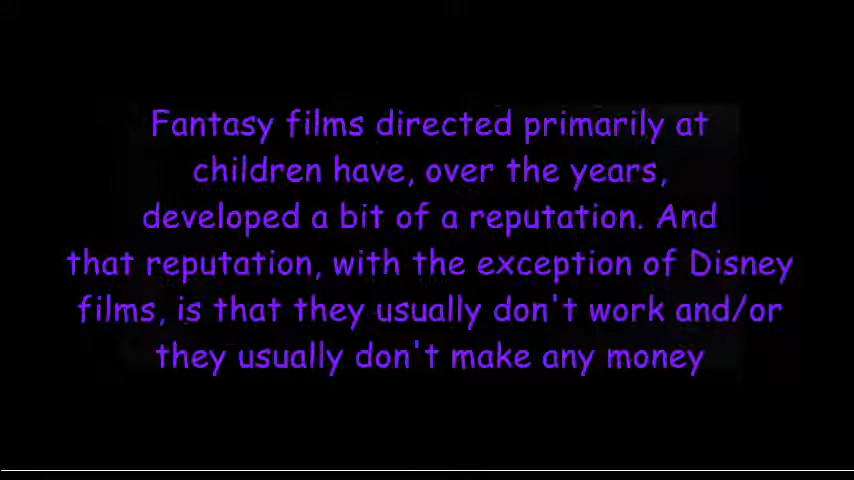 Fantasy films directed primarily at
children have, over the years,
developed a bit of a reputation. And
that reputation, with the exception of Disney
films, is that they usually don't work and/or
they usually don't make any money